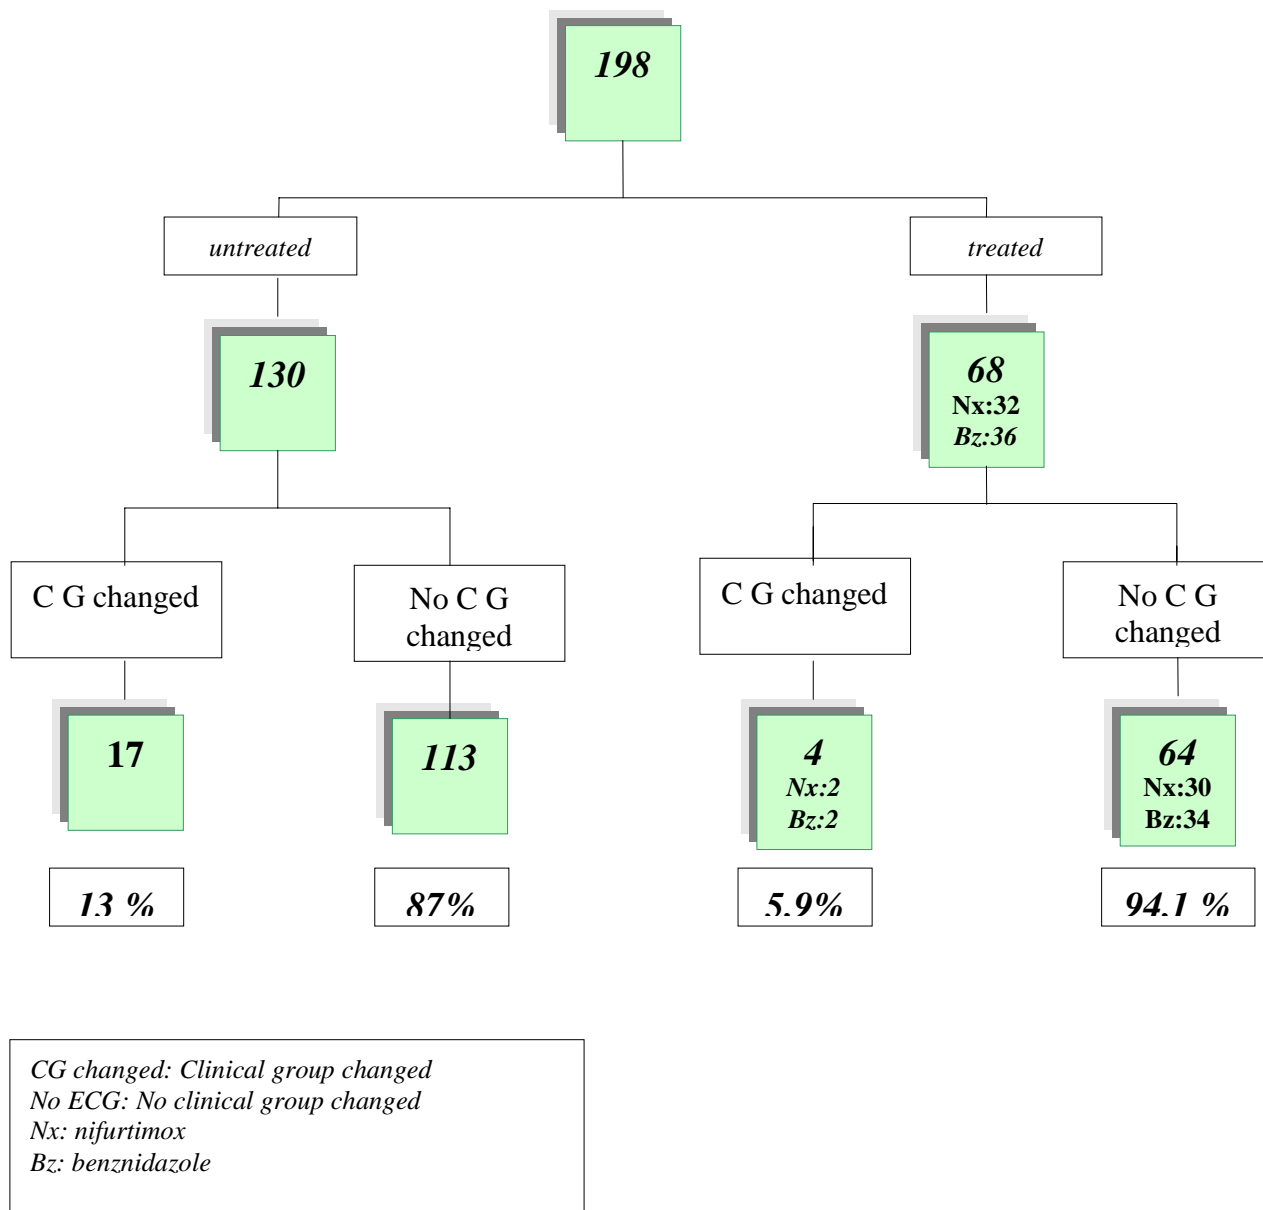 198
untreated
treated
130
68
Nx:32
Bz:36
C G changed
No C G
changed
C G changed
No C G
changed
17
113
4
Nx:2
Bz:2
64
Nx:30
Bz:34
13 %
87%
5.9%
94.1 %
CG changed: Clinical group changed
No ECG: No clinical group changed
Nx: nifurtimox
Bz: benznidazole